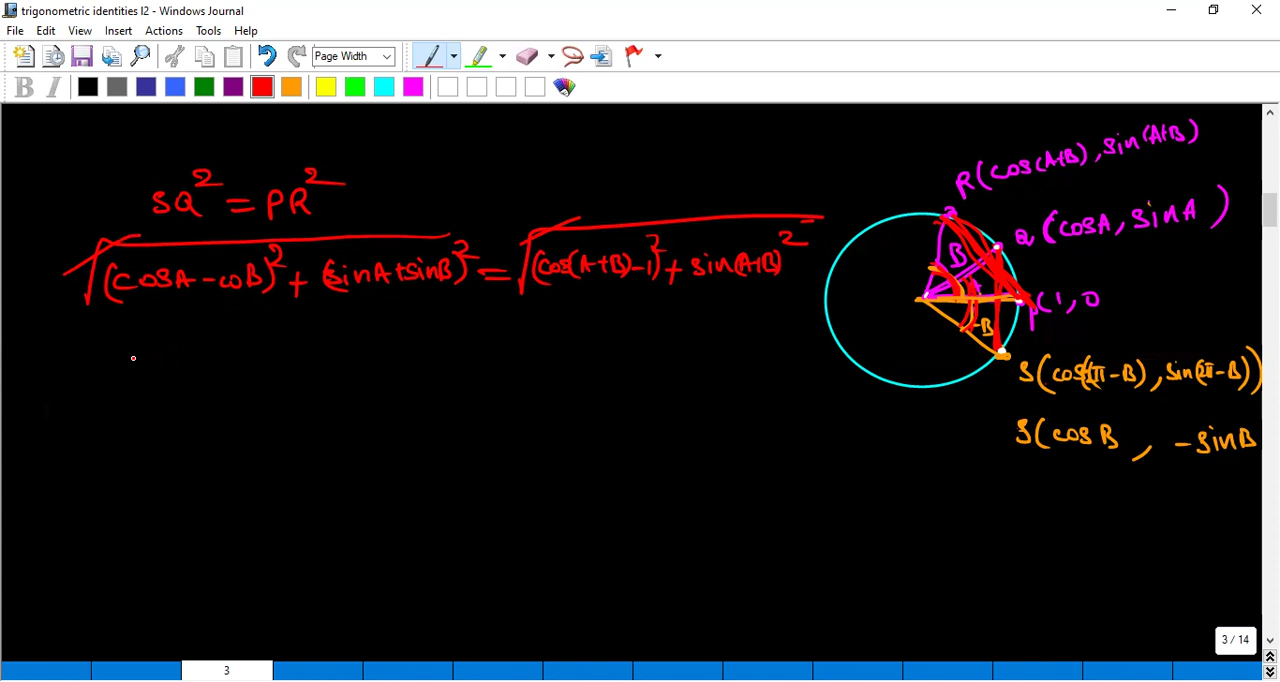 trigonometric identities l2 - Windows Journal
File Edit View Insert Actions Tools Help
Page Width
B I
SQ² = PR²
√(cosA - coB)² + (sinA + sinB)² = √(cos(A+B) - 1)² + sin(A+B)²
R(cos(A+B), sin(A+B)
Q (cosA, sinA)
B
P(1, 0
-B
S(cos(2π - B), sin(2π - B))
S(cosB, -sinB
3 / 14
3